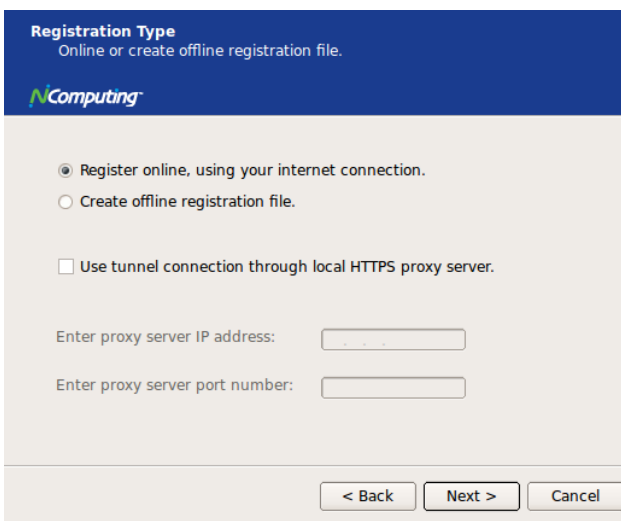 Registration Type
Online or create offline registration file.
NComputing™
Register online, using your internet connection.
Create offline registration file.
Use tunnel connection through local HTTPS proxy server.
Enter proxy server IP address:
. . .
Enter proxy server port number:
< Back Next > Cancel